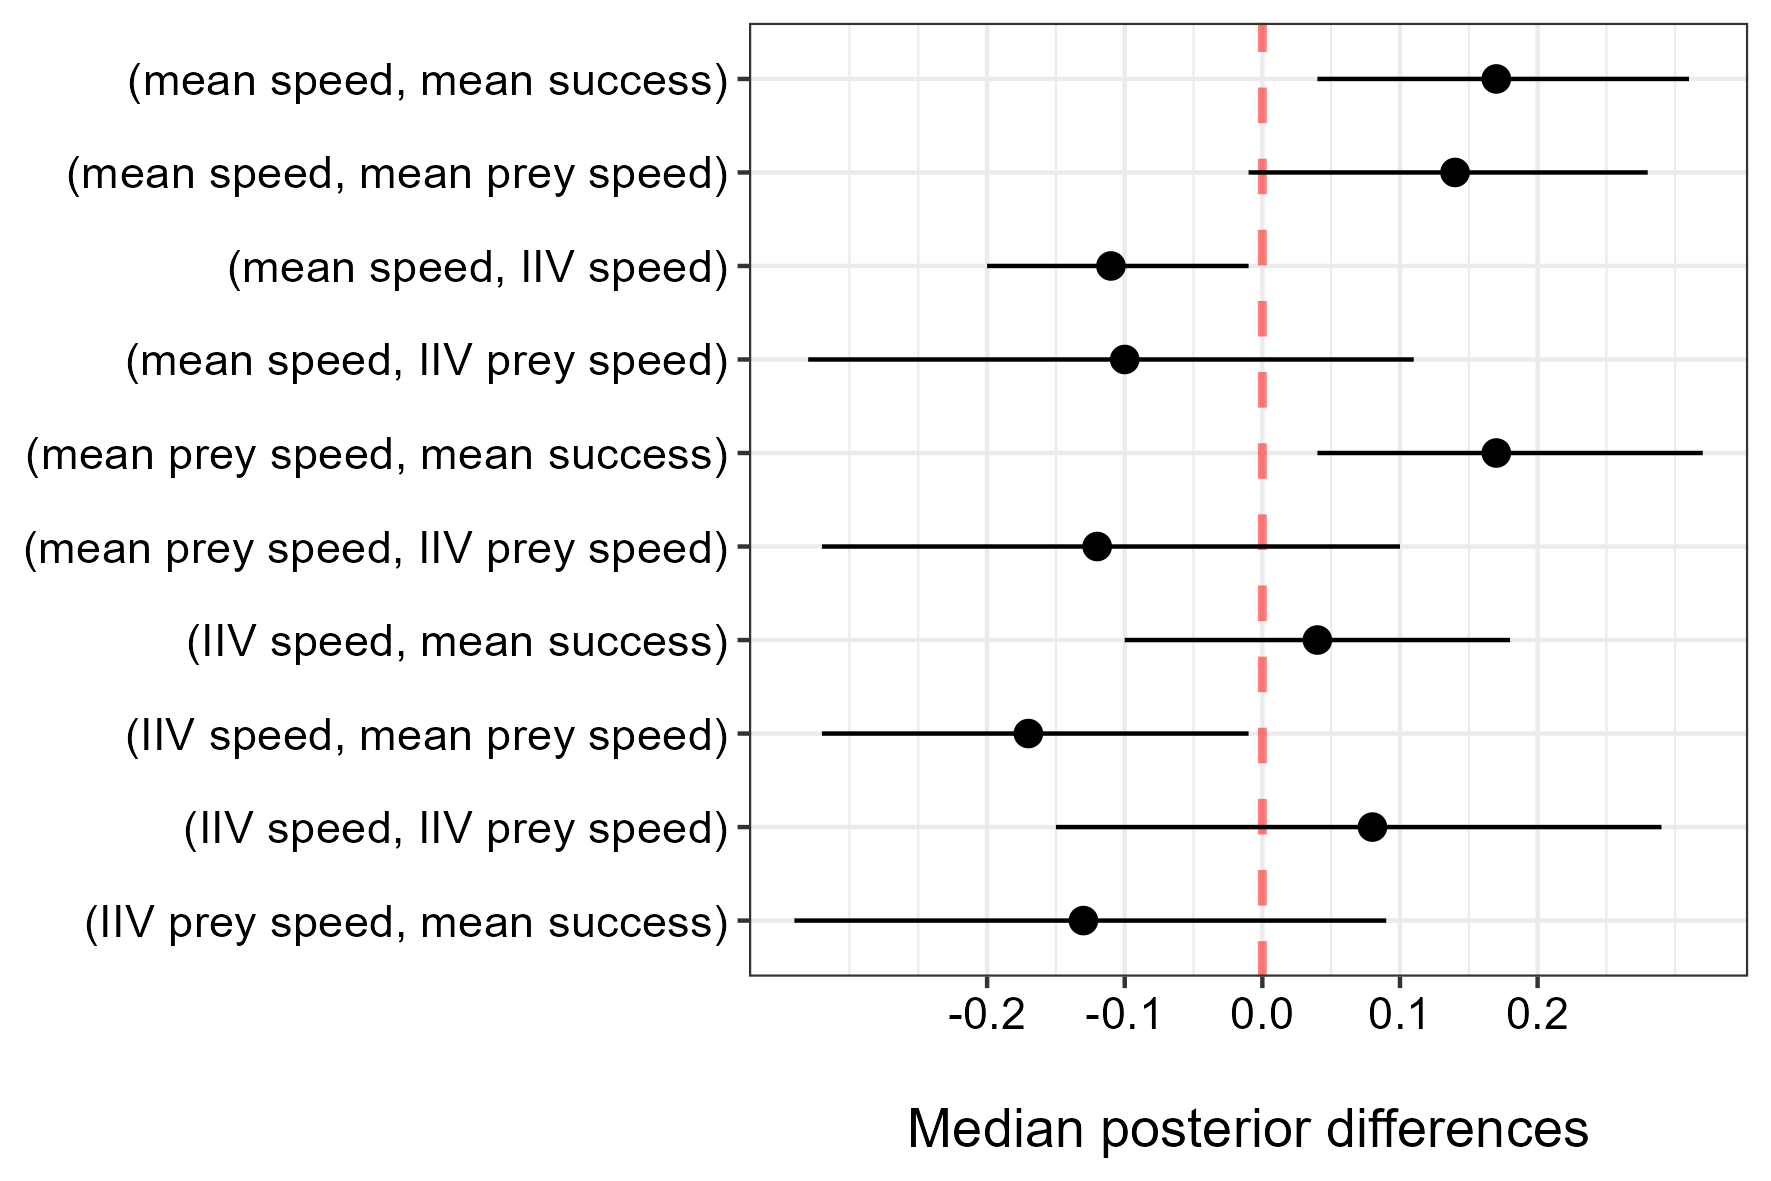 (mean speed, mean success)
(mean speed, mean prey speed)
(mean speed, IIV speed)
(mean speed, IIV prey speed)
(mean prey speed, mean success)
(mean prey speed, IIV prey speed)
(IIV speed, mean success)
(IIV speed, mean prey speed)
(IIV speed, IIV prey speed)
(IIV prey speed, mean success)
-0.2 -0.1 0.0 0.1 0.2
Median posterior differences